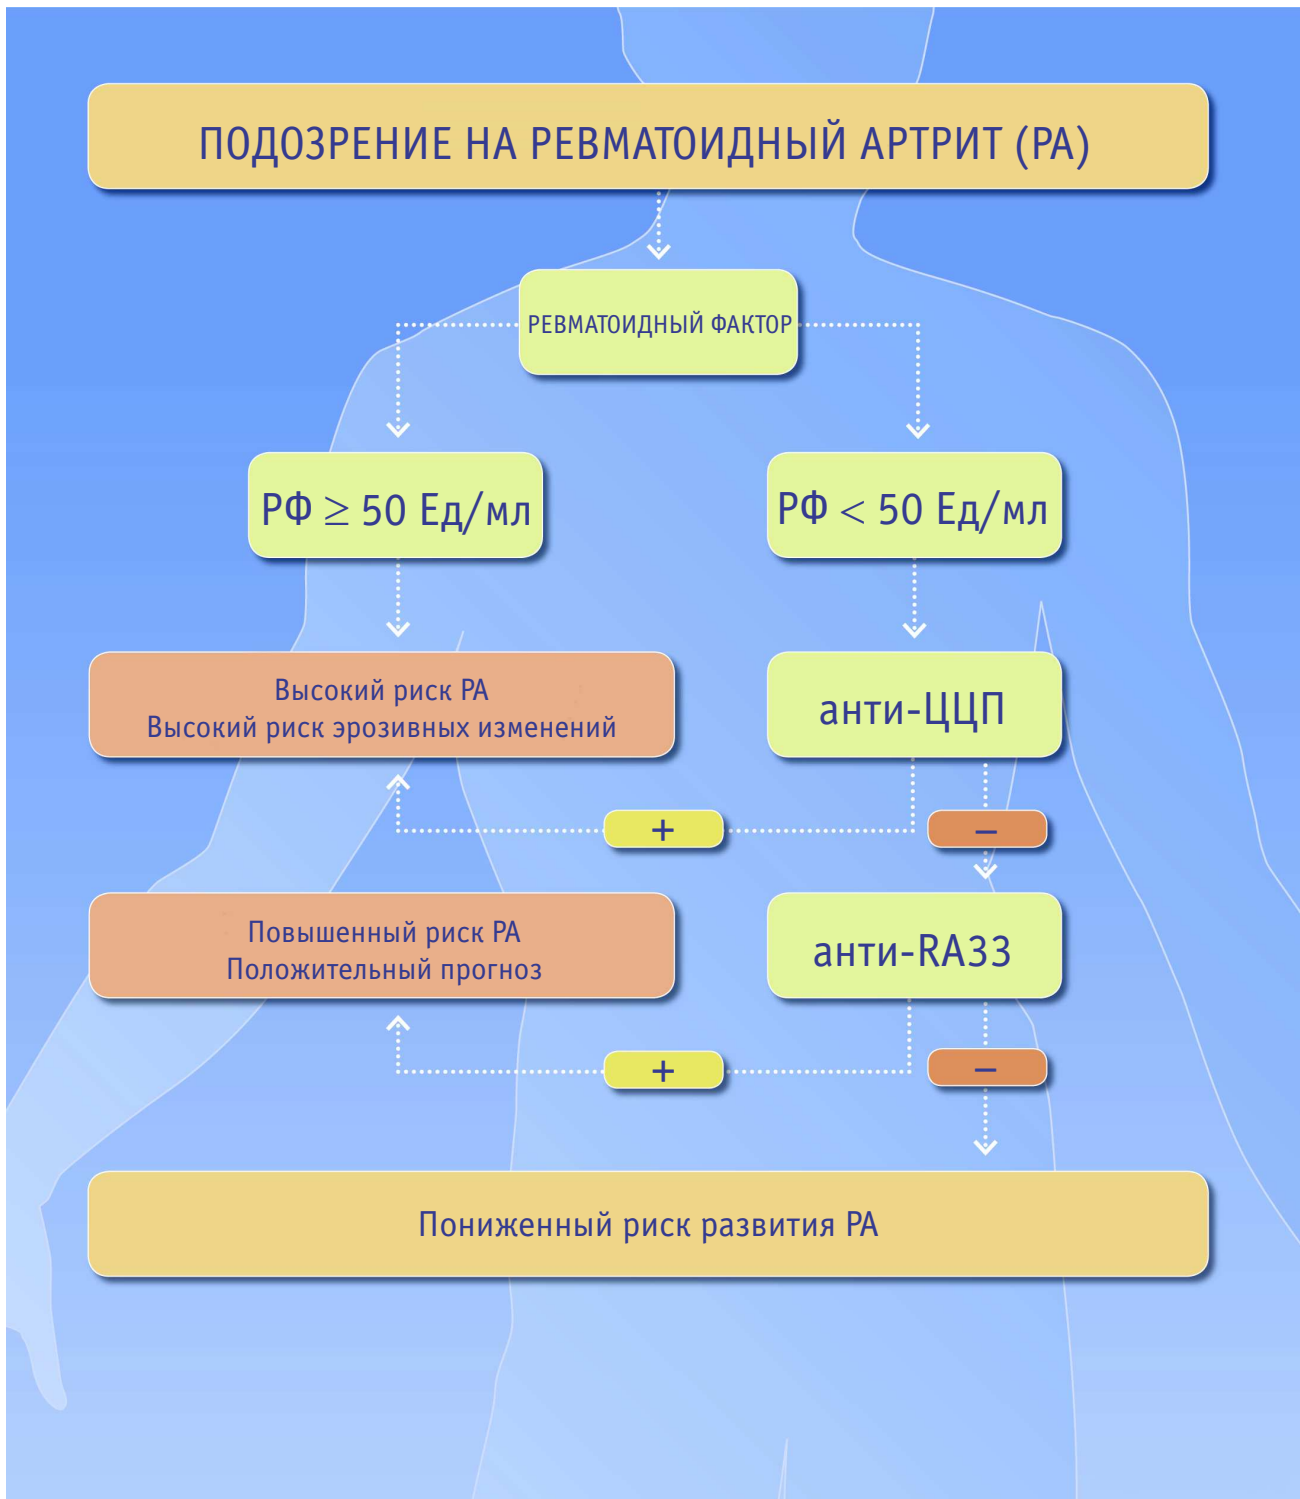 ПОДОЗРЕНИЕ НА РЕВМАТОИДНЫЙ АРТРИТ (РА)
РЕВМАТОИДНЫЙ ФАКТОР
РФ ≥ 50 Ед/мл
РФ < 50 Ед/мл
Высокий риск РА
Высокий риск эрозивных изменений
анти-ЦЦП
+
–
Повышенный риск РА
Положительный прогноз
анти-RA33
+
–
Пониженный риск развития РА